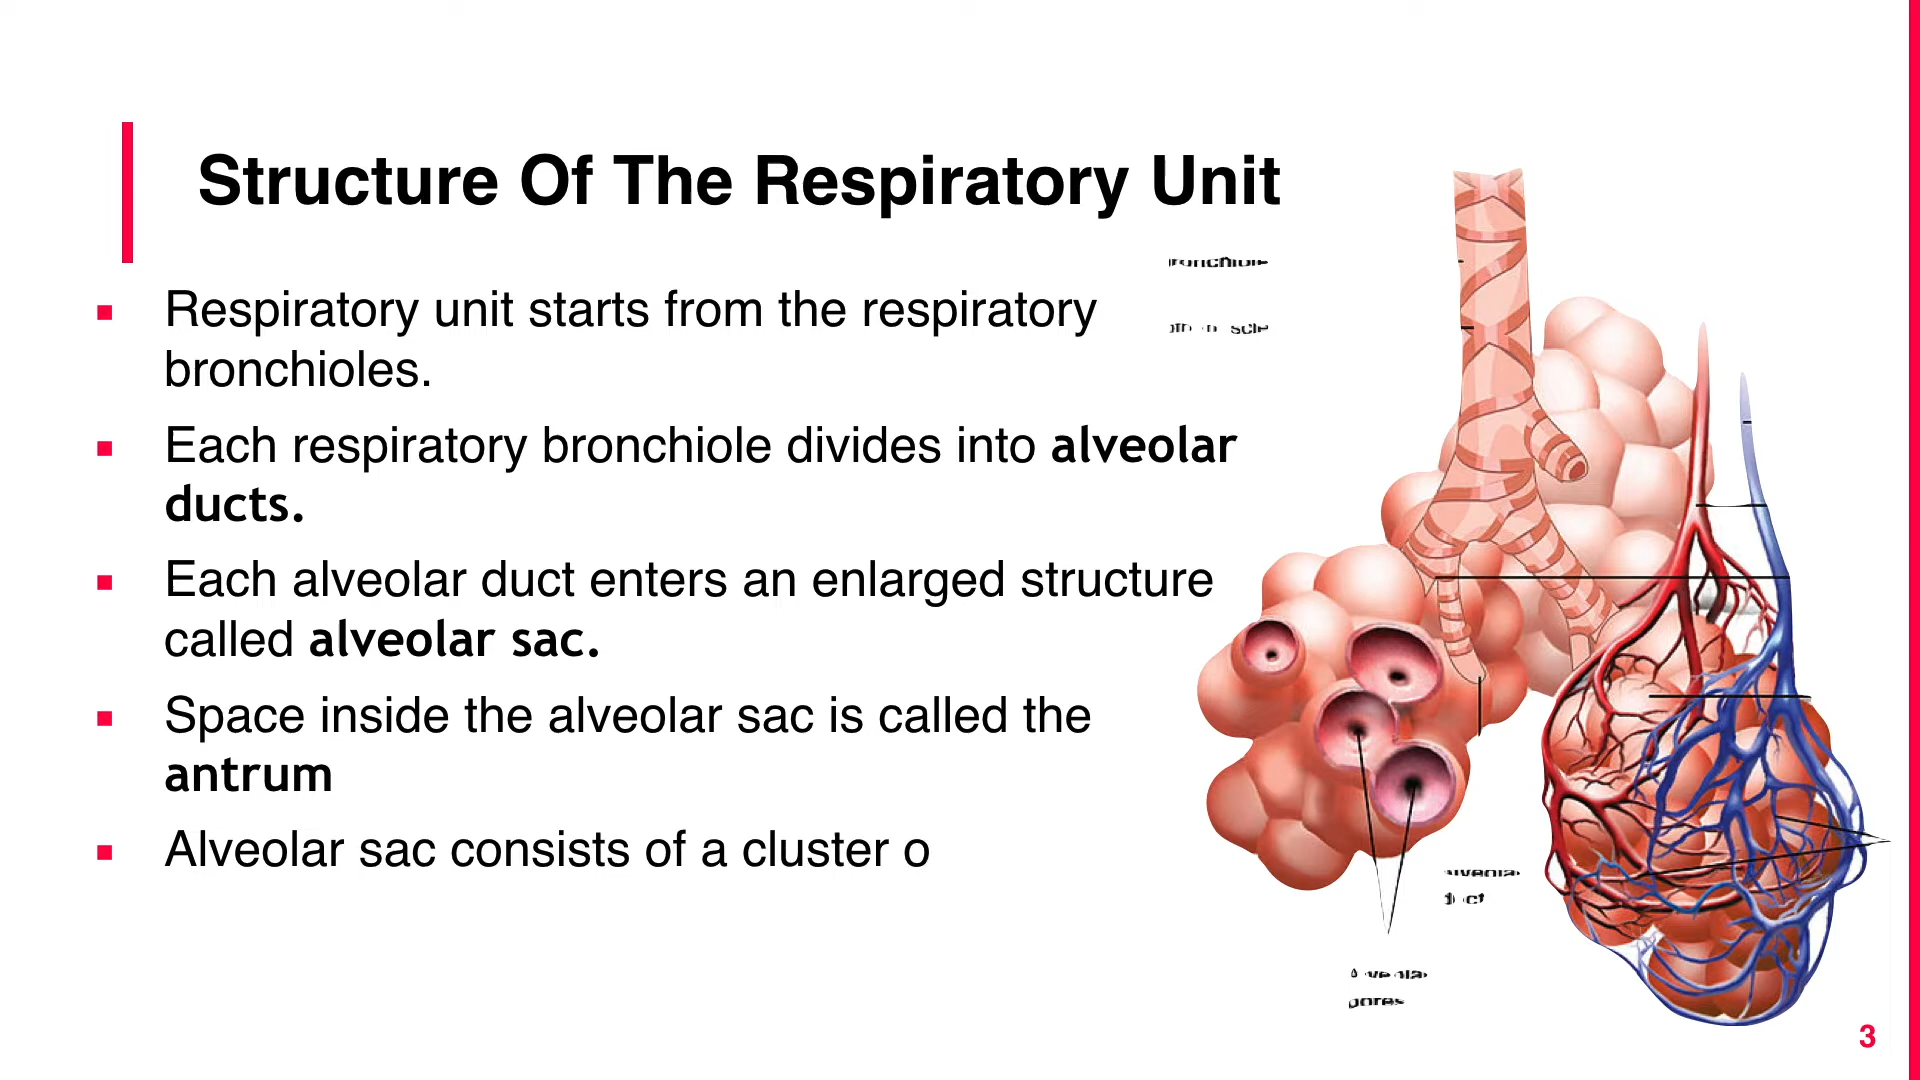 Structure Of The Respiratory Unit
Respiratory unit starts from the respiratory
bronchioles.
Each respiratory bronchiole divides into alveolar
ducts.
Each alveolar duct enters an enlarged structure
called alveolar sac.
Space inside the alveolar sac is called the
antrum
Alveolar sac consists of a cluster o
3